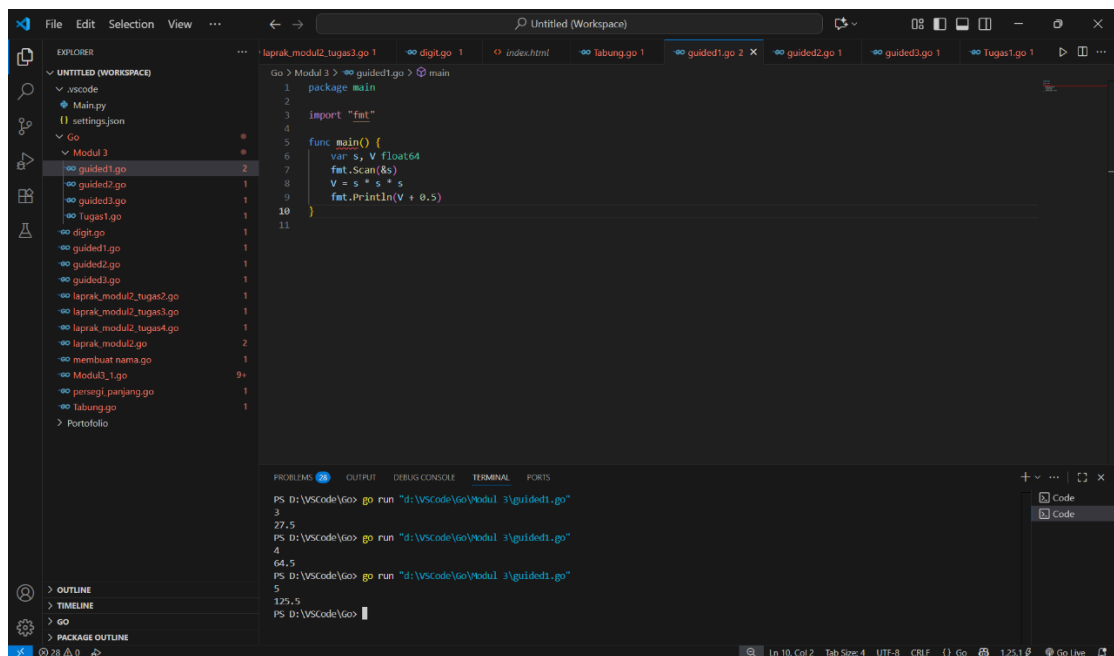 File Edit Selection View ... Untitled (Workspace)
EXPLORER ...
UNTITLED (WORKSPACE)
.vscode
Main.py
settings.json
Go
Modul 3
guided1.go 2
guided2.go 1
guided3.go 1
Tugas1.go 1
digit.go 1
guided1.go 1
guided2.go 1
guided3.go 1
laprak_modul2_tugas2.go 1
laprak_modul2_tugas3.go 1
laprak_modul2_tugas4.go 1
laprak_modul2.go 2
membuat nama.go 1
Modul3_1.go 9+
persegi_panjang.go 1
Tabung.go 1
Portofolio
OUTLINE
TIMELINE
GO
PACKAGE OUTLINE
laprak_modul2_tugas3.go 1 digit.go 1 index.html Tabung.go 1 guided1.go 2 guided2.go 1 guided3.go 1 Tugas1.go 1 ...
Go > Modul 3 > guided1.go > main
1 package main
2
3 import "fmt"
4
5 func main() {
6 var s, V float64
7 fmt.Scan(&s)
8 V = s * s * s
9 fmt.Println(V + 0.5)
10 }
11
PROBLEMS 28 OUTPUT DEBUG CONSOLE TERMINAL PORTS
PS D:\VSCode\Go> go run "d:\VSCode\Go\Modul 3\guided1.go"
3
27.5
PS D:\VSCode\Go> go run "d:\VSCode\Go\Modul 3\guided1.go"
4
64.5
PS D:\VSCode\Go> go run "d:\VSCode\Go\Modul 3\guided1.go"
5
125.5
PS D:\VSCode\Go>
Code
Code
28 0 Ln 10, Col 2 Tab Size: 4 UTF-8 CRLF {} Go 1.25.1 Go Live